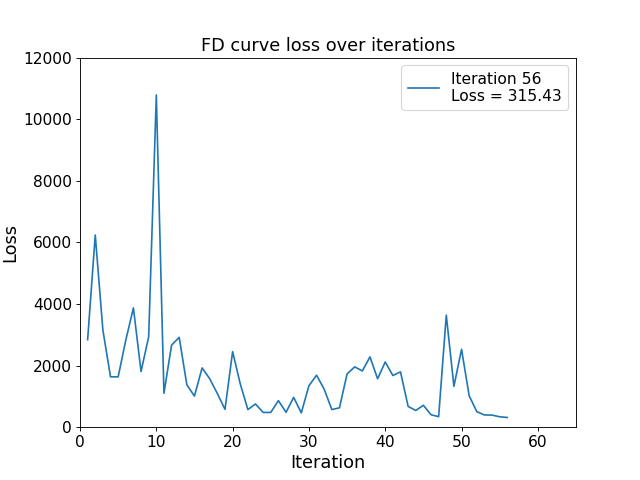 FD curve loss over iterations
12000
10000
8000
6000
4000
2000
0
Loss
Iteration 56
Loss = 315.43
0 10 20 30 40 50 60
Iteration